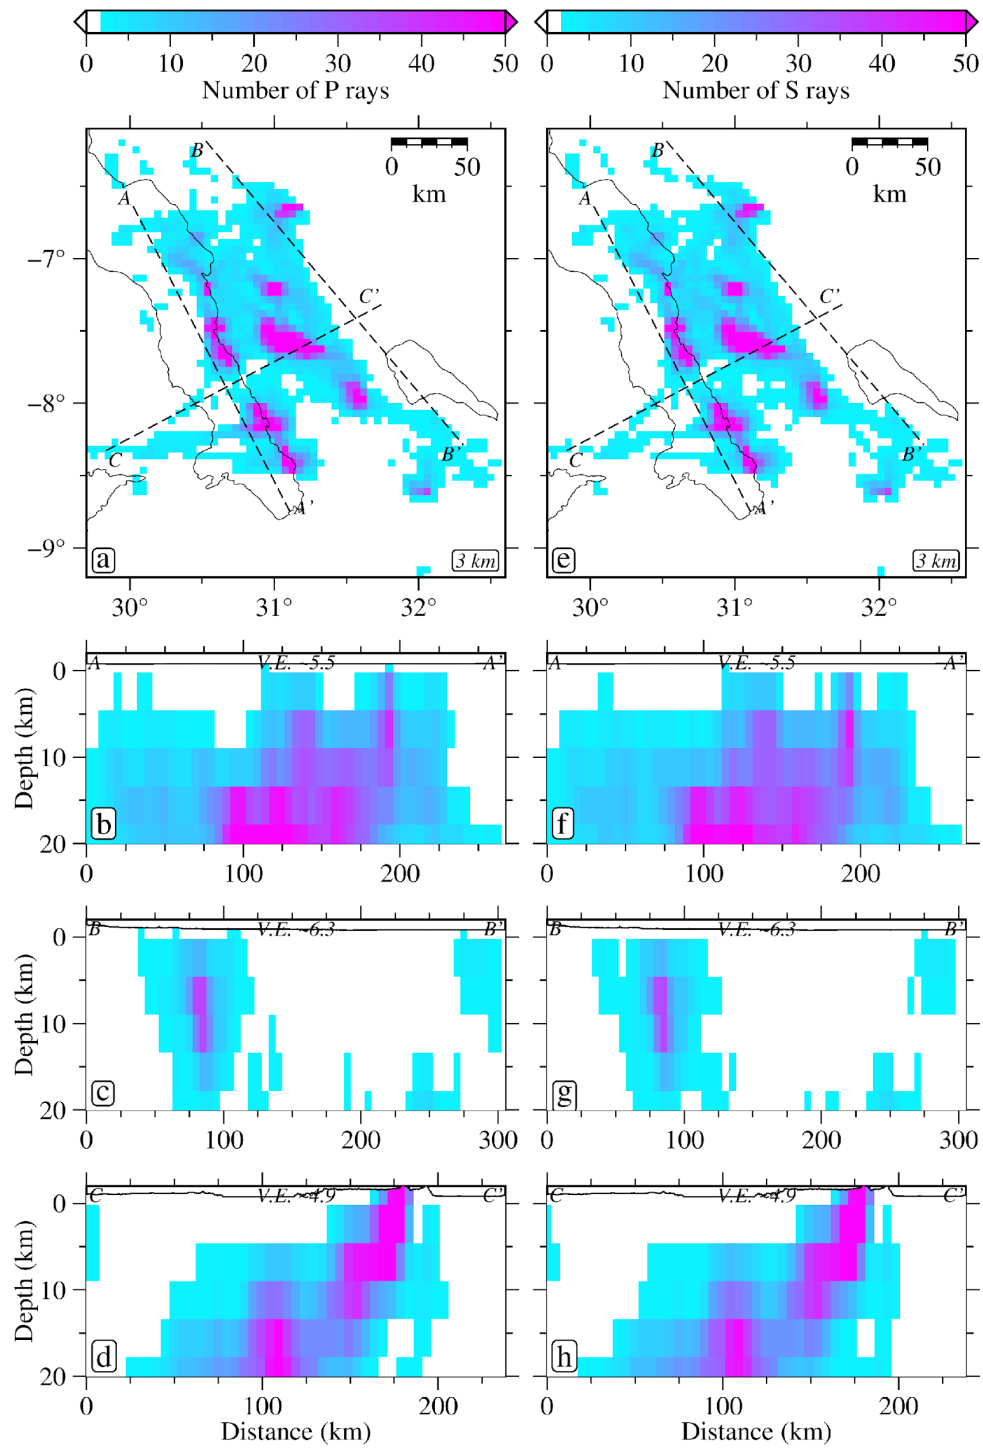 0 10 20 30 40 50 0 10 20 30 40 50
Number of P rays Number of S rays
B 0 50 B 0 50
km km
A A
−7°
C' C'
−8°
C B' C B'
A' A'
−9°
a 3 km e 3 km
30° 31° 32° 30° 31° 32°
A V.E. ~5.5 A' A V.E. ~5.5 A'
0
Depth (km)
10
b f
20
0 100 200 0 100 200
B V.E. ~6.3 B' B V.E. ~6.3 B'
0
Depth (km)
10
c g
20
0 100 200 300 0 100 200 300
C V.E. ~4.9 C' C V.E. ~4.9 C'
0
Depth (km)
10
d h
20
0 100 200 0 100 200
Distance (km) Distance (km)